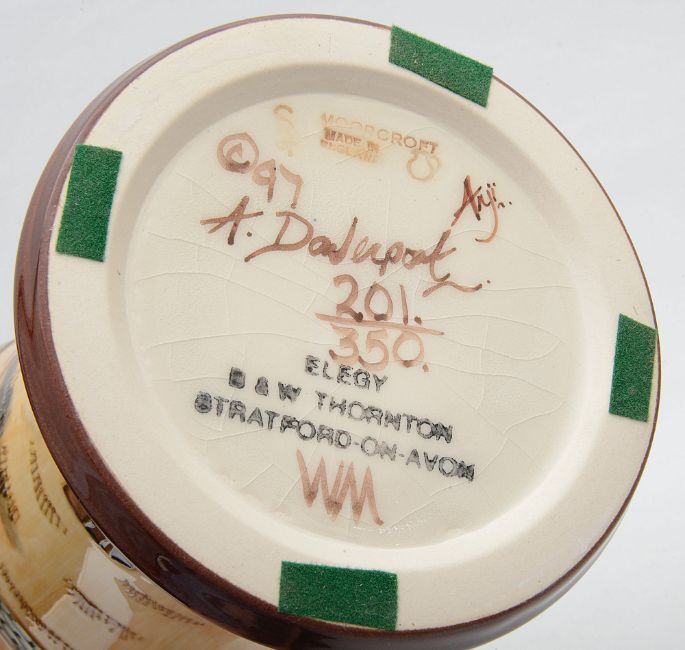 MOORCROFT
MADE IN
ENGLAND
© 97
A. Davenport
201.
350.
ELEGY
B & W THORNTON
STRATFORD-ON-AVON
WM